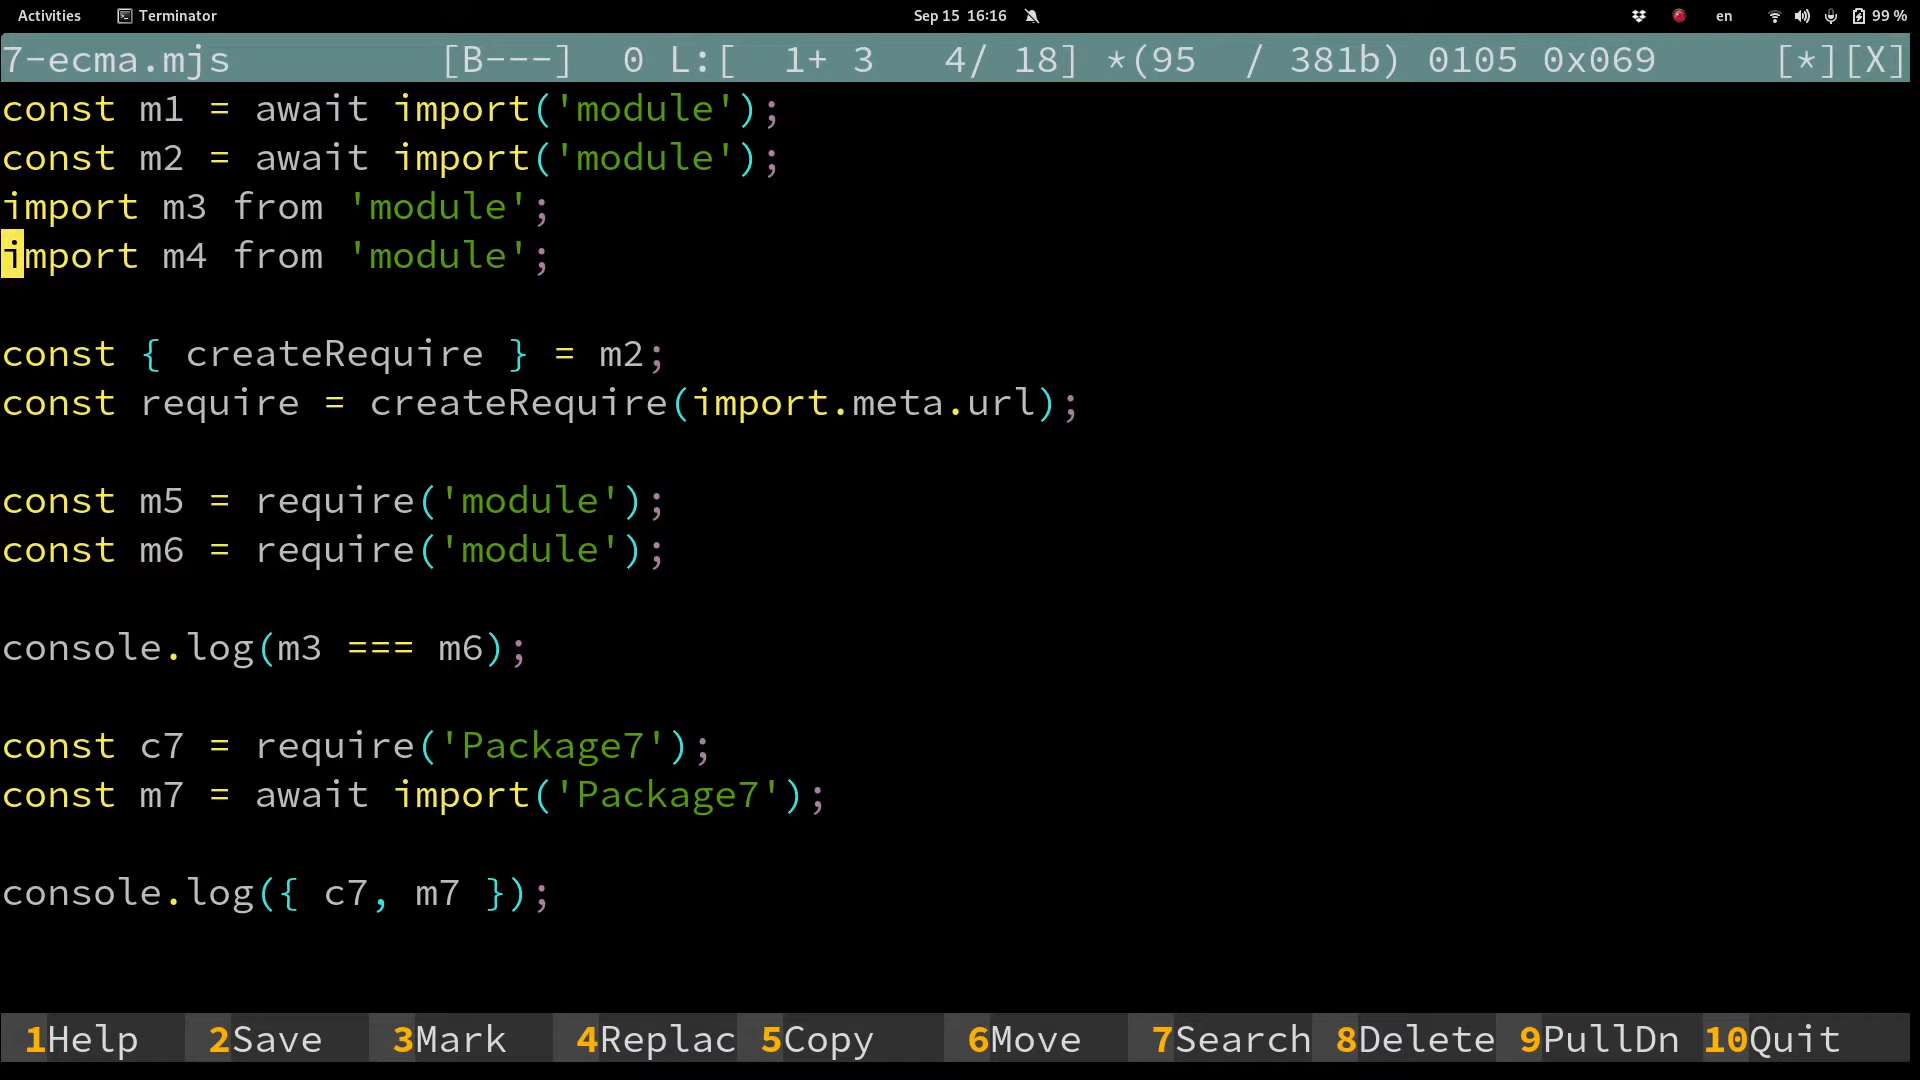 Activities Terminator Sep 15 16:16 en 99 %
7-ecma.mjs [B---] 0 L:[ 1+ 3 4/ 18] *(95 / 381b) 0105 0x069 [*][X]
const m1 = await import('module');
const m2 = await import('module');
import m3 from 'module';
import m4 from 'module';
const { createRequire } = m2;
const require = createRequire(import.meta.url);
const m5 = require('module');
const m6 = require('module');
console.log(m3 === m6);
const c7 = require('Package7');
const m7 = await import('Package7');
console.log({ c7, m7 });
1Help 2Save 3Mark 4Replac 5Copy 6Move 7Search 8Delete 9PullDn 10Quit